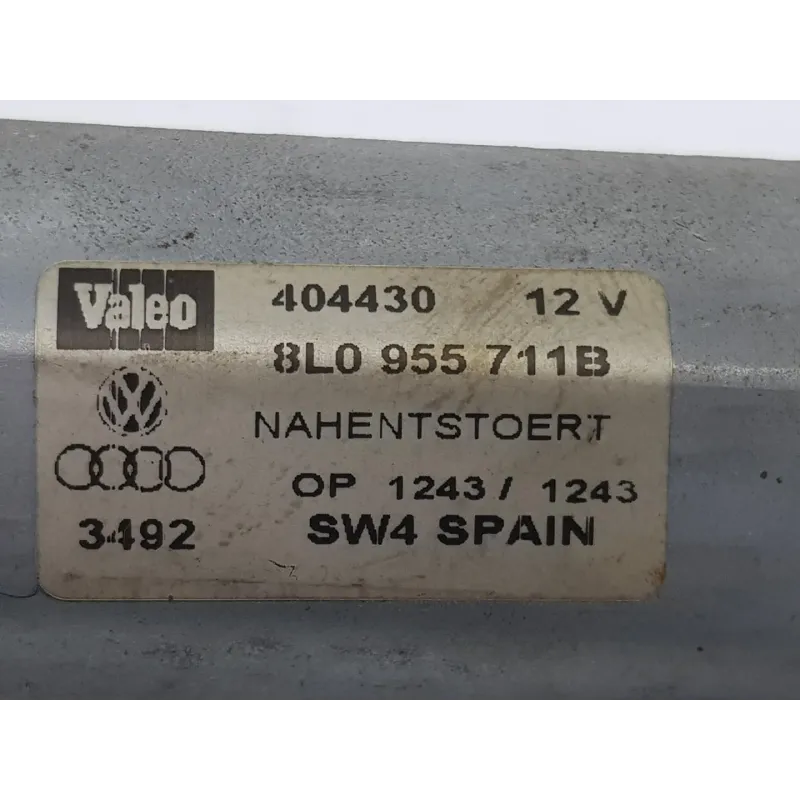 Valeo 404430 12 V
8L0 955 711B
NAHENTSTOERT
OP 1243 / 1243
3492 SW4 SPAIN